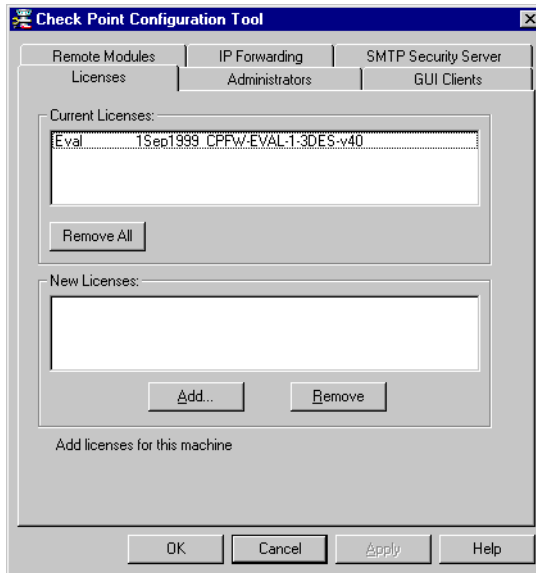 Check Point Configuration Tool
Remote Modules IP Forwarding SMTP Security Server
Licenses Administrators GUI Clients
Current Licenses:
Eval 1Sep1999 CPFW-EVAL-1-3DES-v40
Remove All
New Licenses:
Add... Remove
Add licenses for this machine
OK Cancel Apply Help